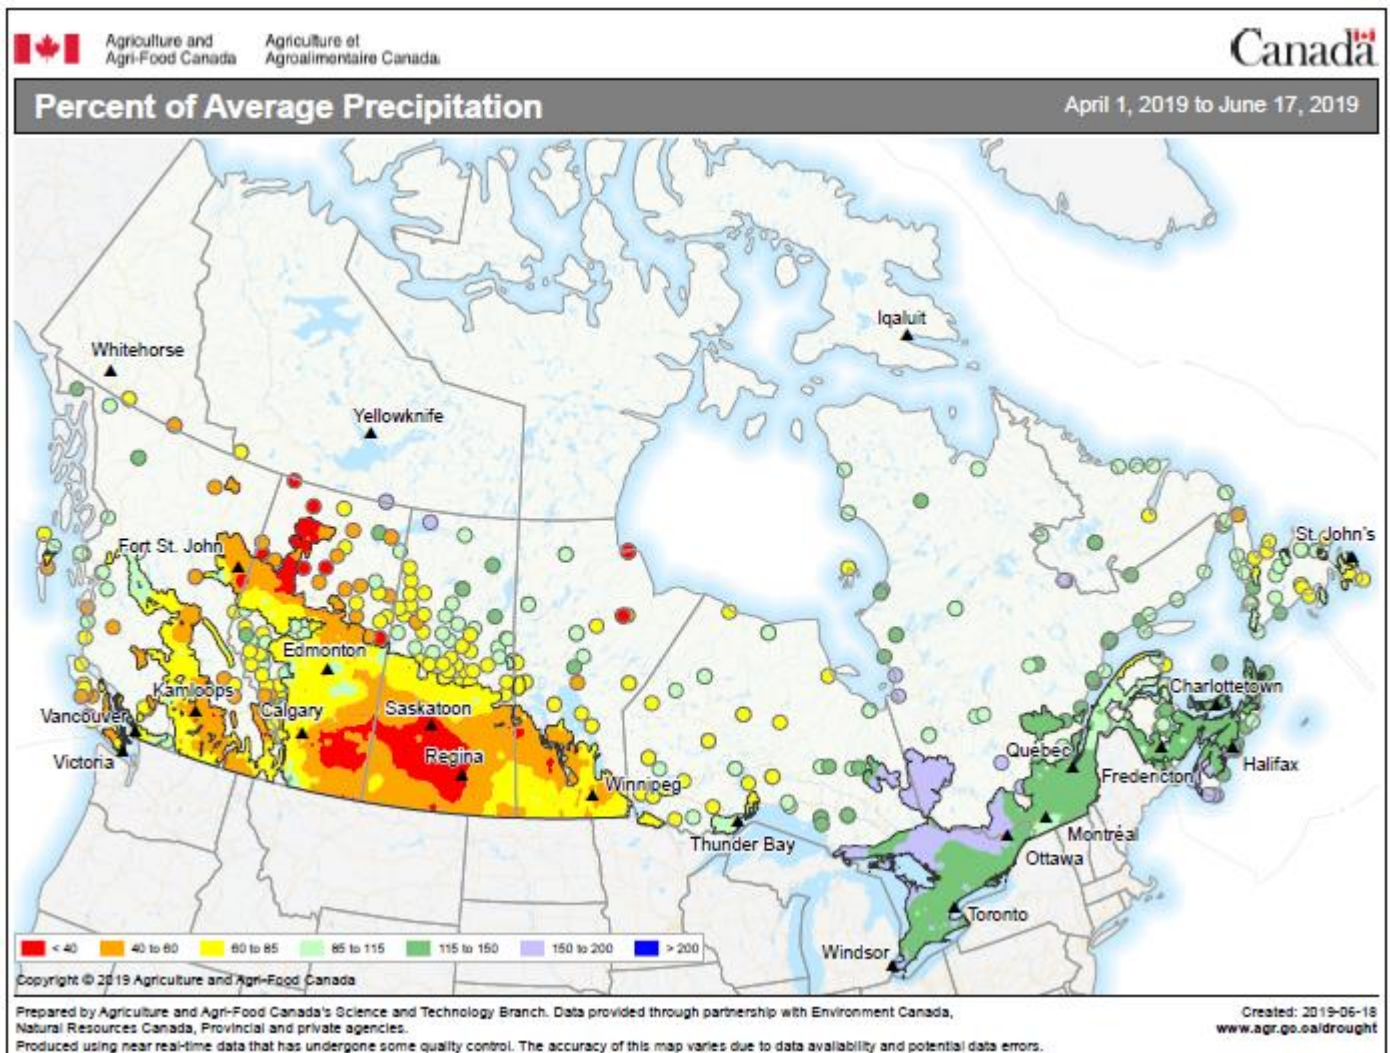 Agriculture and
Agri-Food Canada
Agriculture et
Agroalimentaire Canada
Canada
Percent of Average Precipitation
April 1, 2019 to June 17, 2019
Iqaluit
Whitehorse
Yellowknife
St. John's
Fort St. John
Edmonton
Kamloops
Charlottetown
Calgary
Saskatoon
Vancouver
Québec
Regina
Victoria
Halifax
Fredericton
Winnipeg
Montréal
Thunder Bay
Ottawa
Toronto
Windsor
< 40
40 to 60
60 to 85
85 to 115
115 to 150
150 to 200
> 200
Copyright © 2019 Agriculture and Agri-Food Canada
Prepared by Agriculture and Agri-Food Canada's Science and Technology Branch. Data provided through partnership with Environment Canada,
Natural Resources Canada, Provincial and private agencies.
Produced using near real-time data that has undergone some quality control. The accuracy of this map varies due to data availability and potential data errors.
Created: 2019-06-18
www.agr.gc.ca/drought